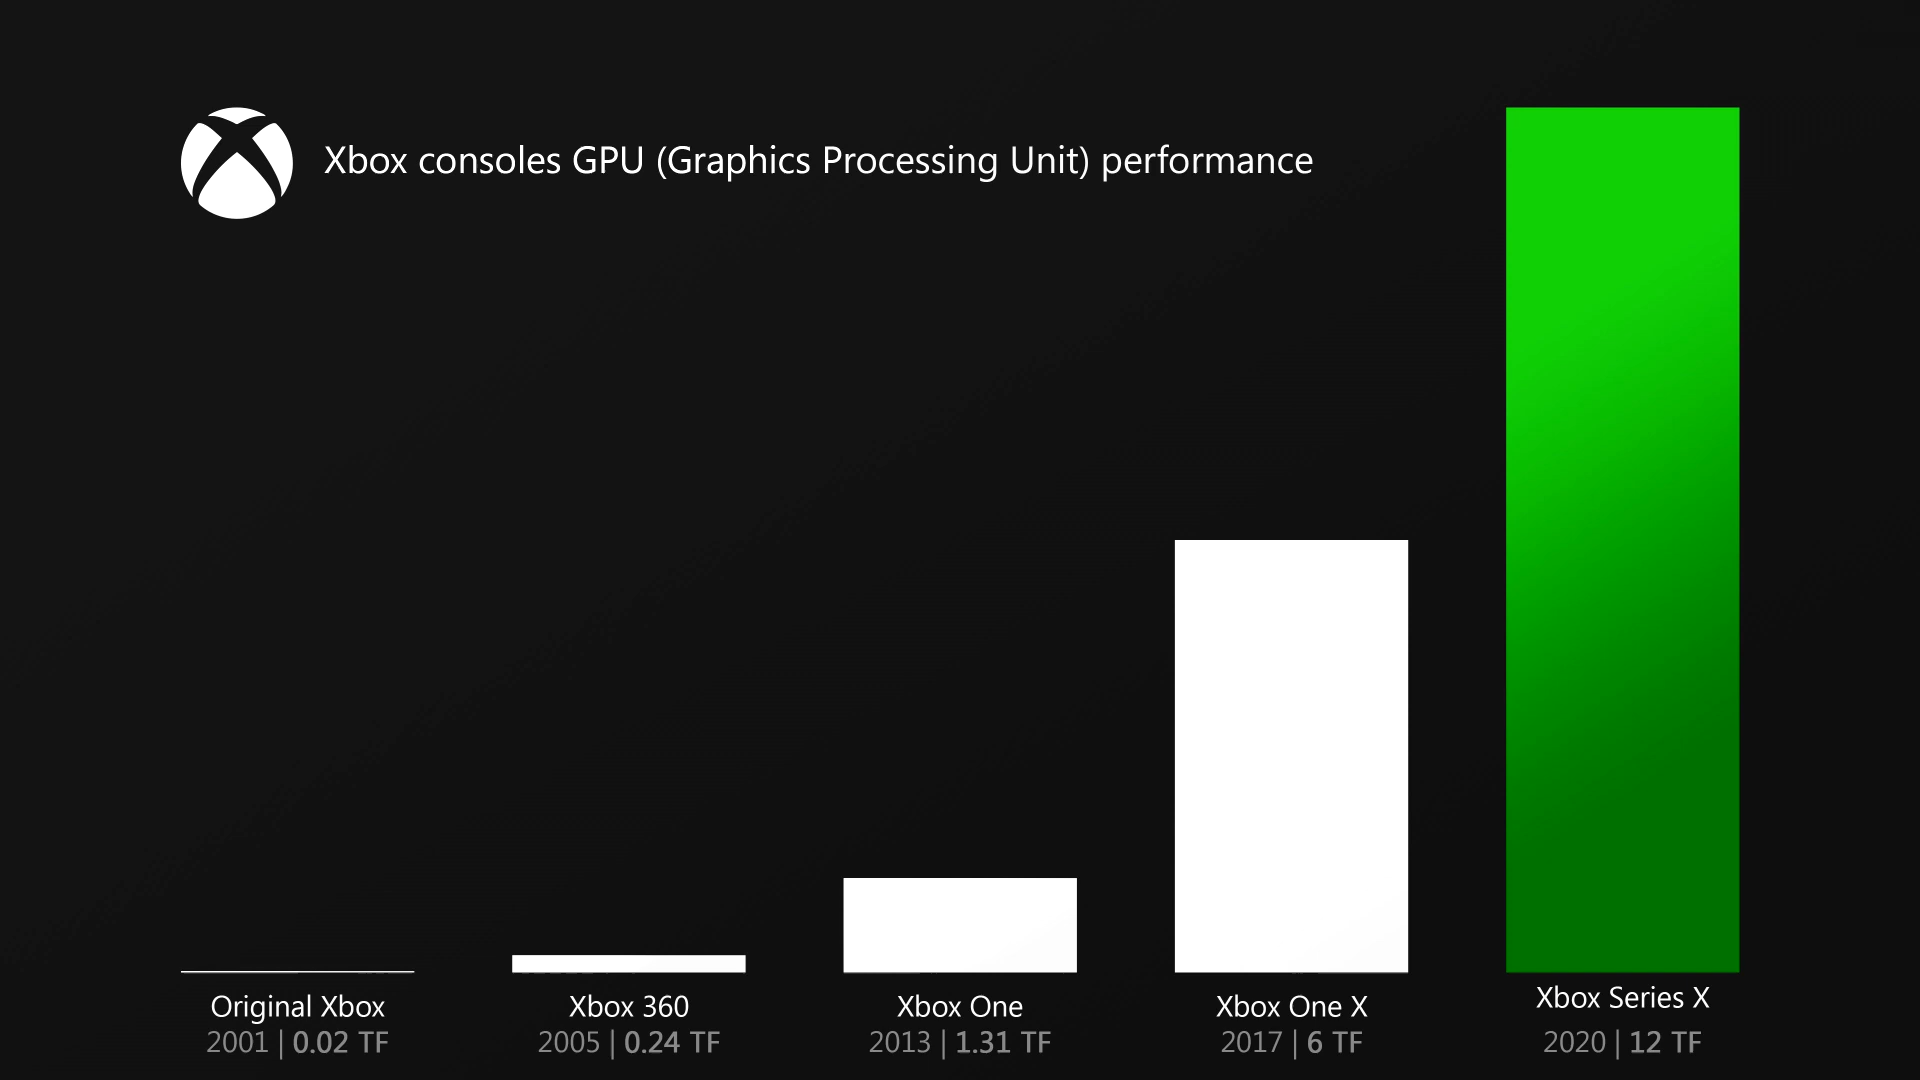 Xbox consoles GPU (Graphics Processing Unit) performance
Original Xbox
2001 | 0.02 TF
Xbox 360
2005 | 0.24 TF
Xbox One
2013 | 1.31 TF
Xbox One X
2017 | 6 TF
Xbox Series X
2020 | 12 TF